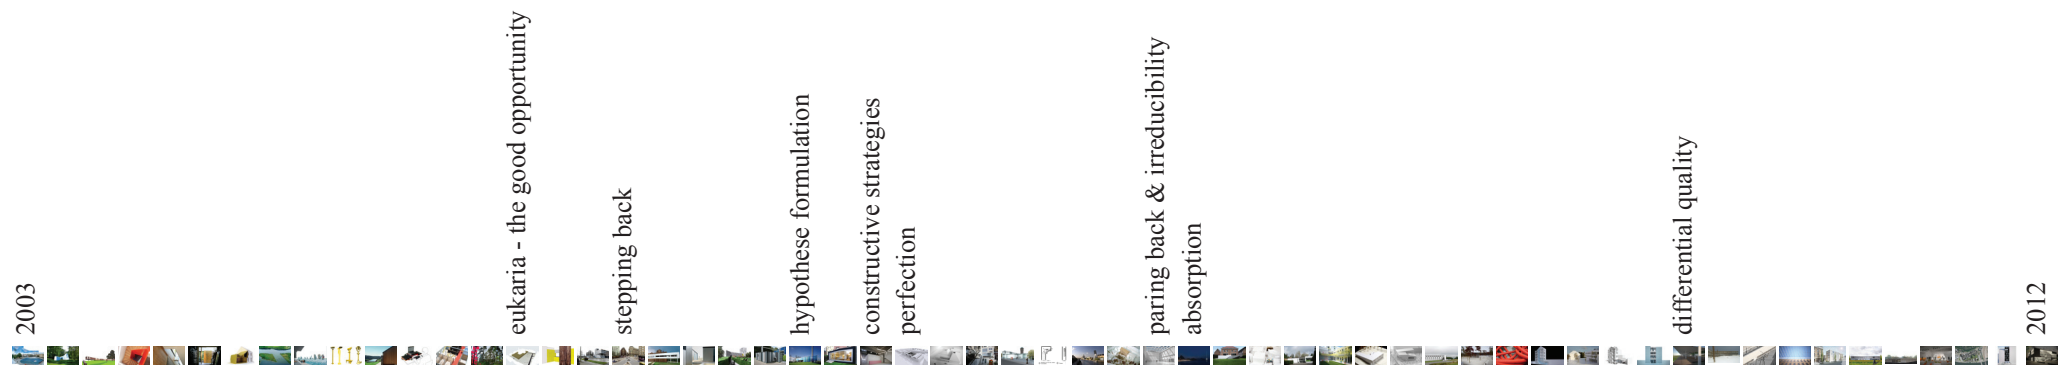 2003
eukaria - the good opportunity
stepping back
hypothese formulation
constructive strategies
perfection
paring back & irreducibility
absorption
differential quality
2012